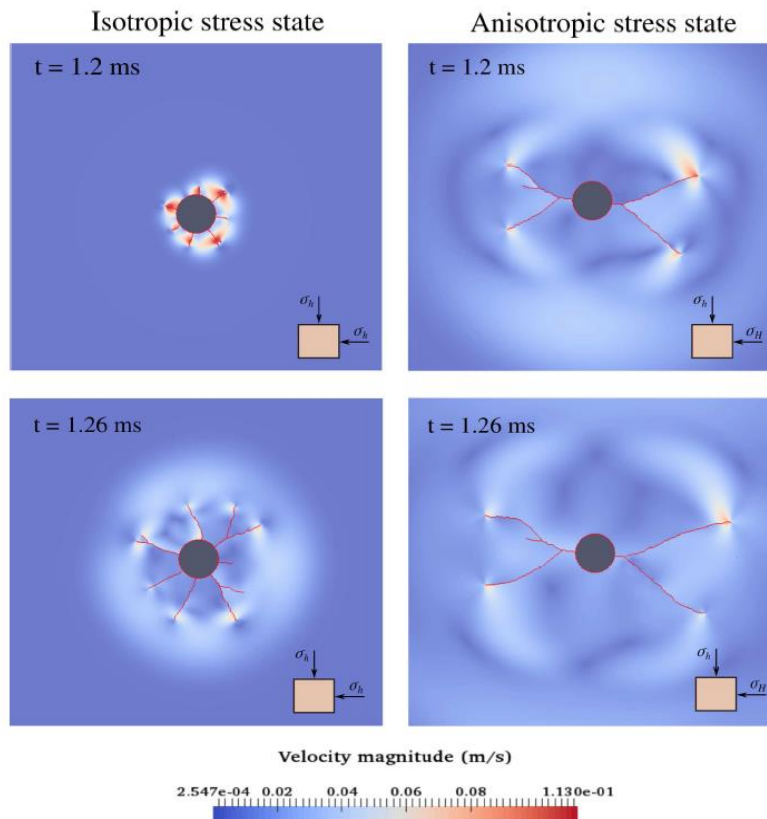 Isotropic stress state
Anisotropic stress state
t = 1.2 ms
σh
σh
t = 1.2 ms
σh
σH
t = 1.26 ms
σh
σh
t = 1.26 ms
σh
σH
Velocity magnitude (m/s)
2.547e-04 0.02 0.04 0.06 0.08 1.130e-01